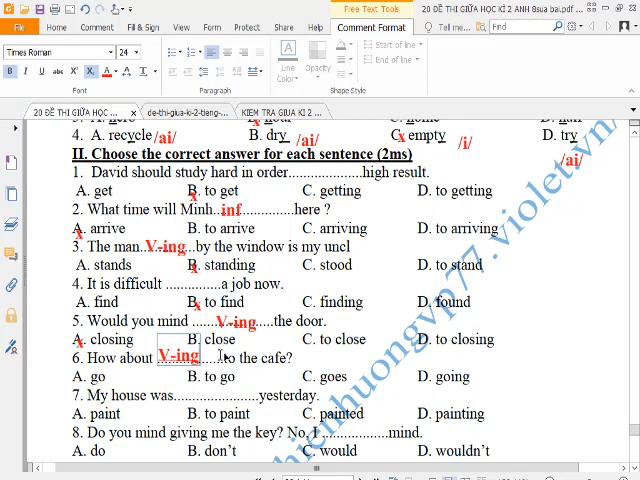 Free Text Tools
20 ĐỀ THI GIỮA HỌC KÌ 2 ANH 8sua bai.pdf
File
Home
Insert
Comment
View
Form
Protect
Share
Help
Comment Format
Tell me
Find
Times Roman
24
Line Color
Opacity
Start of line
End of line
Shape Style
20 ĐỀ THI GIỮA HỌC ...
de-thi-giua-ki-2-tieng-...
KIEM TRA GIUA KI 2 ...
4. A. recycle /ai/ B. dry /ai/ C. empty /i/ D. try /ai/
II. Choose the correct answer for each sentence (2ms)
1. David should study hard in order....................high result.
A. get B. to get C. getting D. to getting
2. What time will Minh..inf..............here ?
A. arrive B. to arrive C. arriving D. to arriving
3. The man....V-ing...by the window is my uncl
A. stands B. standing C. stood D. to stand
4. It is difficult ...............a job now.
A. find B. to find C. finding D. found
5. Would you mind .......V-ing.....the door.
A. closing B. close C. to close D. to closing
6. How about V-ing.......to the cafe?
A. go B. to go C. goes D. going
7. My house was.......................yesterday.
A. paint B. to paint C. painted D. painting
8. Do you mind giving me the key? No, I ..................mind.
A. do B. don't C. would D. wouldn't
hienhuongvp77.violet.vn/